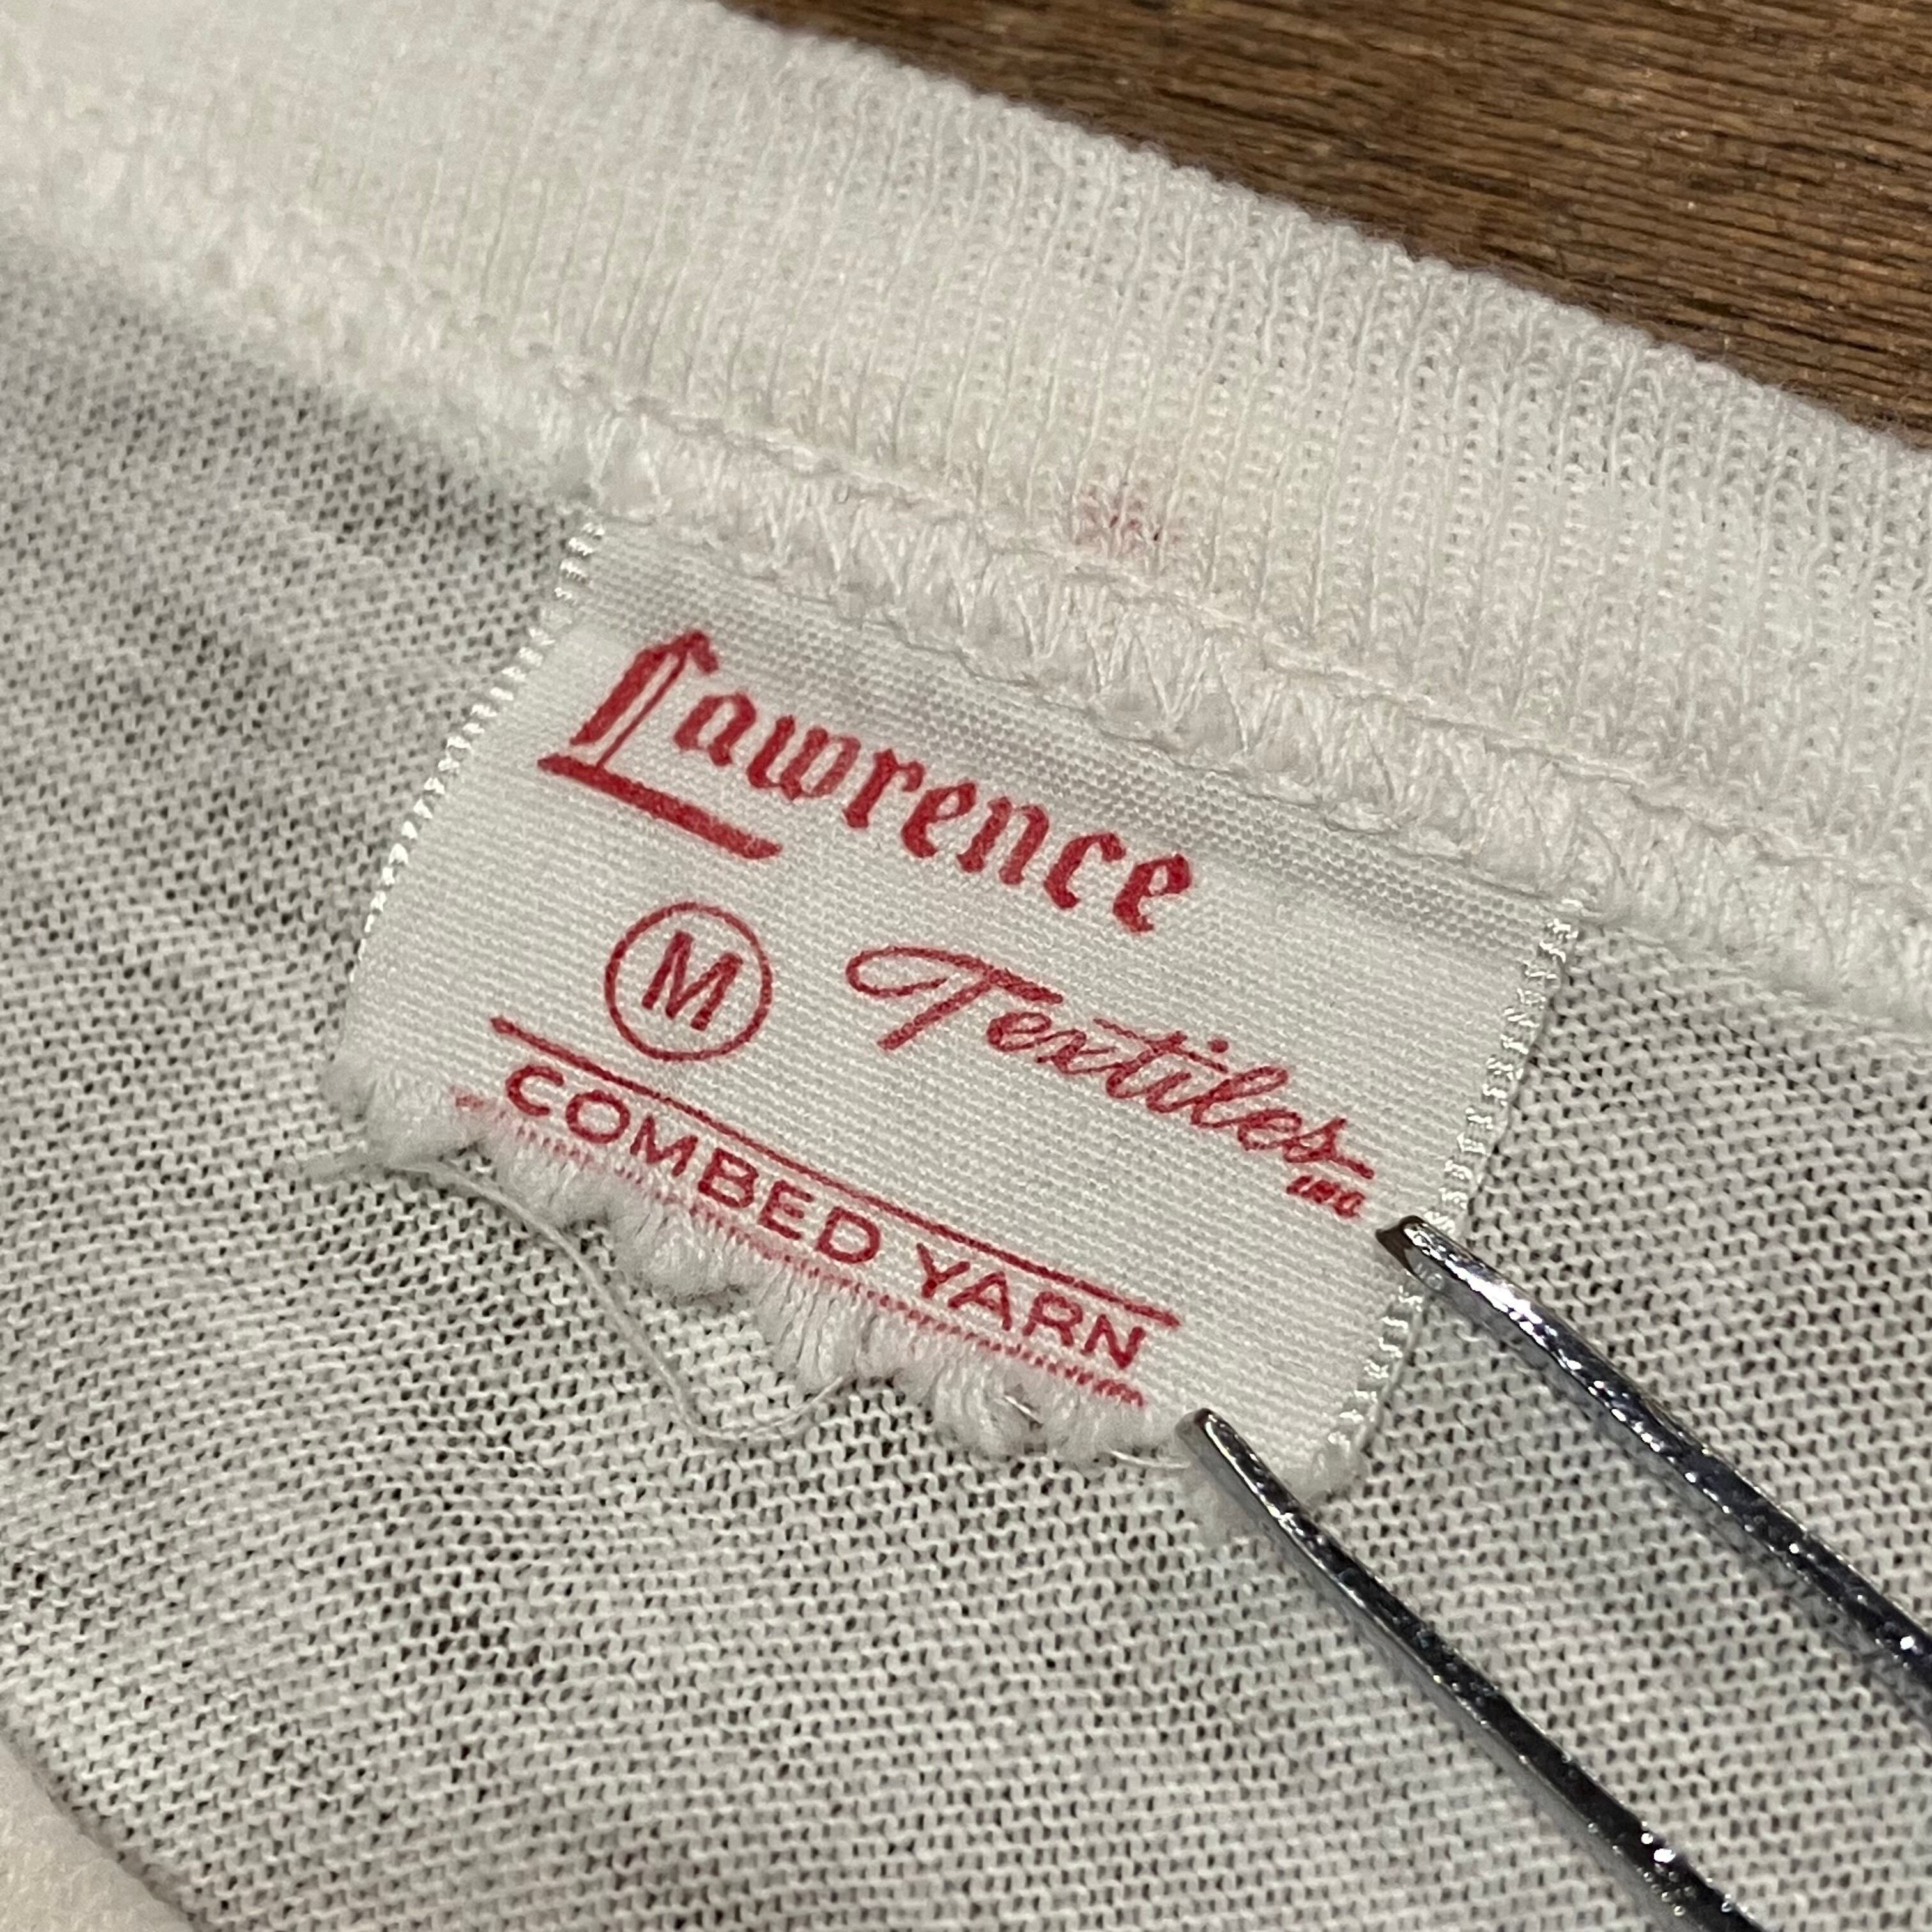 Lawrence
M Textiles INC
COMBED YARN